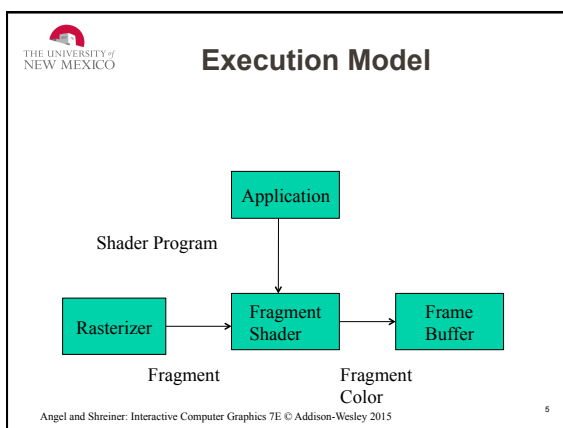 THE UNIVERSITY of
NEW MEXICO
Execution Model
Application
Shader Program
Rasterizer
Fragment
Shader
Frame
Buffer
Fragment
Fragment
Color
Angel and Shreiner: Interactive Computer Graphics 7E © Addison-Wesley 2015
5